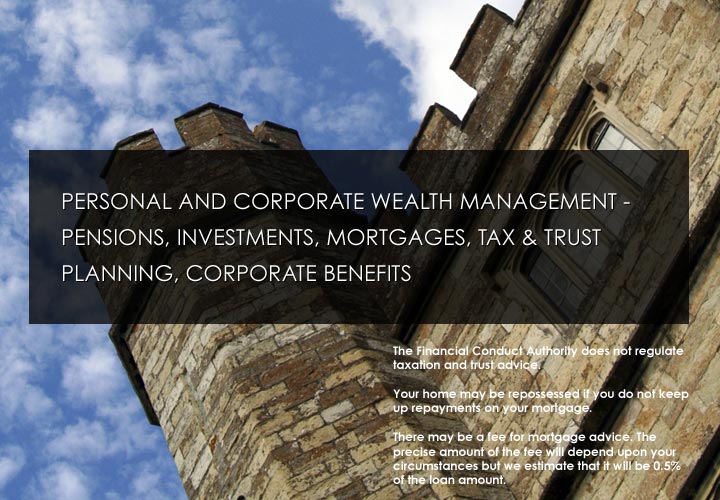 PERSONAL AND CORPORATE WEALTH MANAGEMENT -
PENSIONS, INVESTMENTS, MORTGAGES, TAX & TRUST
PLANNING, CORPORATE BENEFITS
The Financial Conduct Authority does not regulate
taxation and trust advice.
Your home may be repossessed if you do not keep
up repayments on your mortgage.
There may be a fee for mortgage advice. The
precise amount of the fee will depend upon your
circumstances but we estimate that it will be 0.5%
of the loan amount.